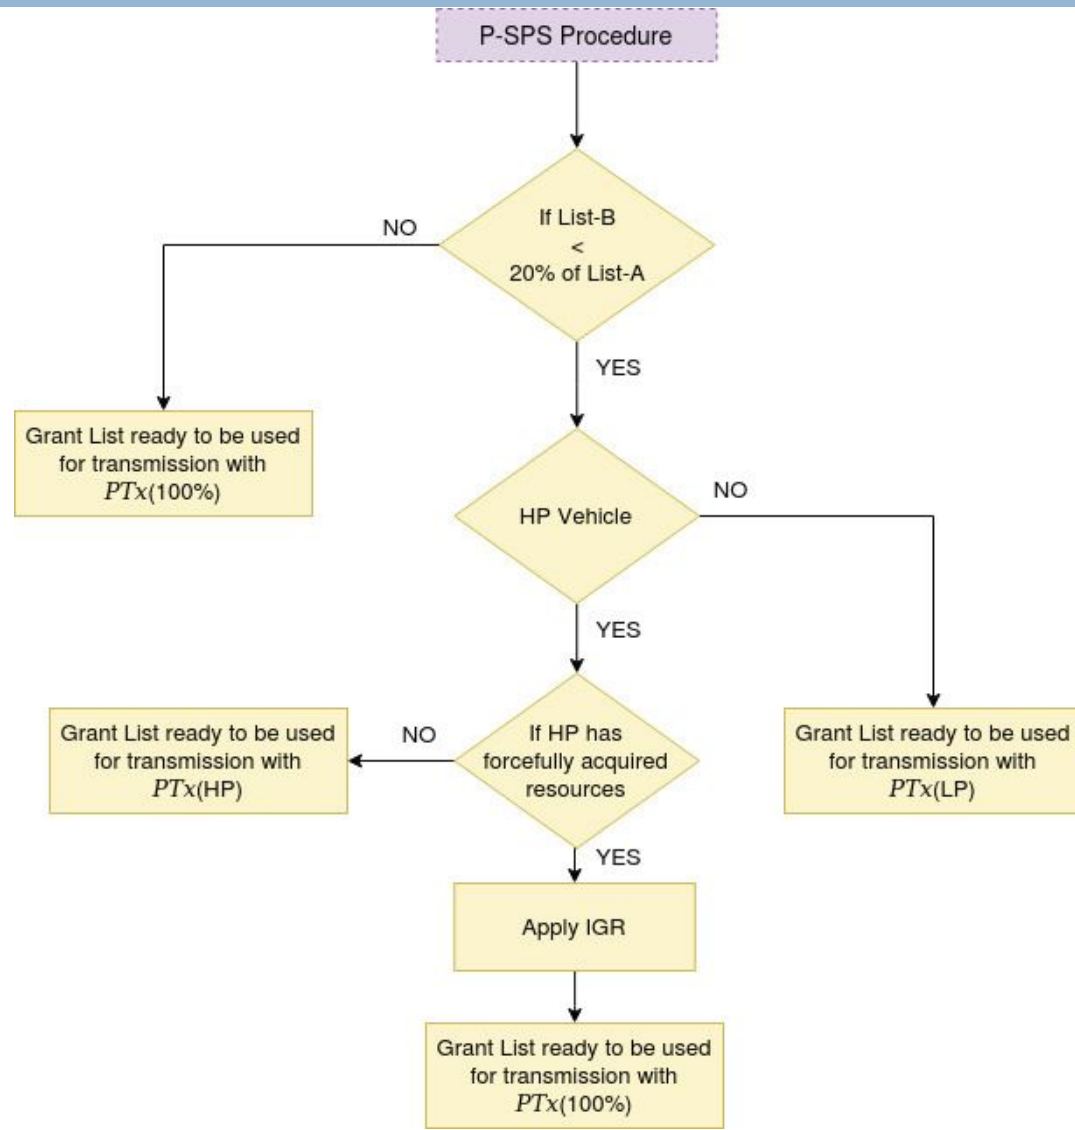 P-SPS Procedure
If List-B
<
20% of List-A
NO
YES
Grant List ready to be used
for transmission with
PTx(100%)
HP Vehicle
NO
YES
Grant List ready to be used
for transmission with
PTx(HP)
NO
If HP has
forcefully acquired
resources
Grant List ready to be used
for transmission with
PTx(LP)
YES
Apply IGR
Grant List ready to be used
for transmission with
PTx(100%)